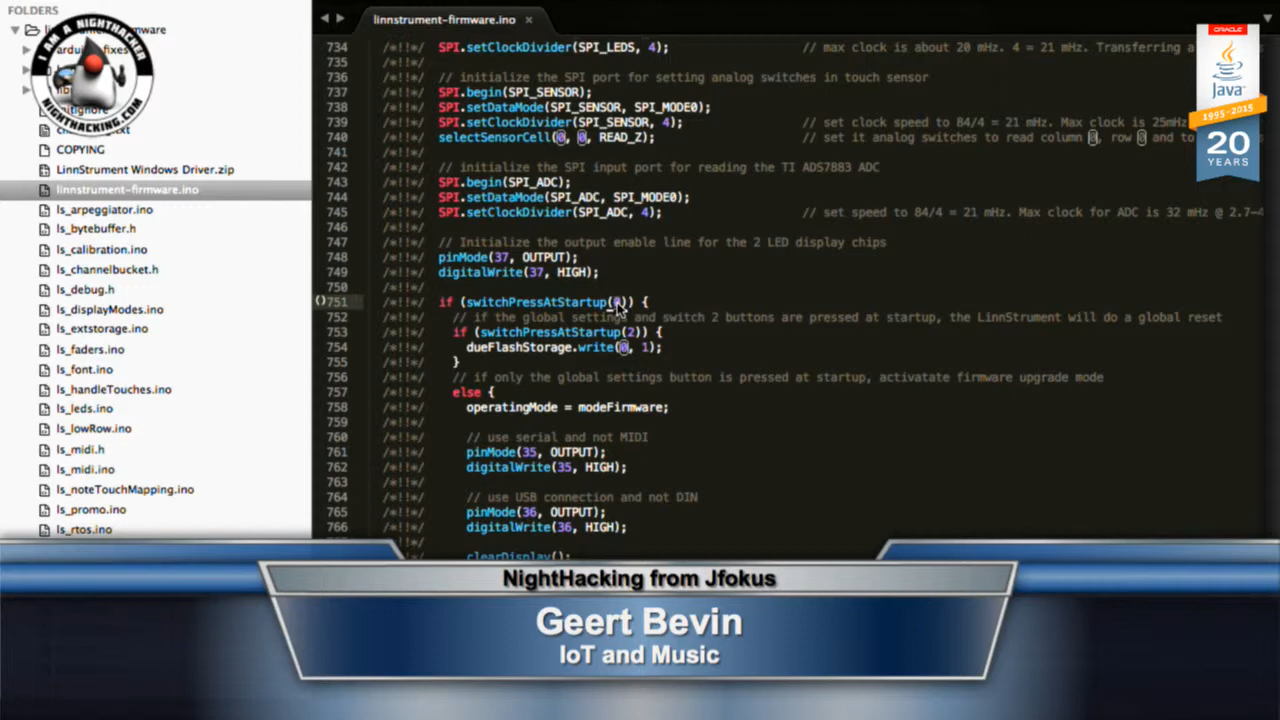 FOLDERS
I AM A NIGHTHACKER
NIGHTHACKING.COM
COPYING
LinnStrument Windows Driver.zip
linnstrument-firmware.ino
ls_arpeggiator.ino
ls_bytebuffer.h
ls_calibration.ino
ls_channelbucket.h
ls_debug.h
ls_displayModes.ino
ls_extstorage.ino
ls_faders.ino
ls_font.ino
ls_handleTouches.ino
ls_leds.ino
ls_lowRow.ino
ls_midi.h
ls_midi.ino
ls_noteTouchMapping.ino
ls_promo.ino
ls_rtos.ino
linnstrument-firmware.ino ×
734 /*!!*/ SPI.setClockDivider(SPI_LEDS, 4); // max clock is about 20 mHz. 4 = 21 mHz. Transferring
735 /*!!*/
736 /*!!*/ // initialize the SPI port for setting analog switches in touch sensor
737 /*!!*/ SPI.begin(SPI_SENSOR);
738 /*!!*/ SPI.setDataMode(SPI_SENSOR, SPI_MODE0);
739 /*!!*/ SPI.setClockDivider(SPI_SENSOR, 4); // set clock speed to 84/4 = 21 mHz. Max clock is 25mHz
740 /*!!*/ selectSensorCell(0, 0, READ_Z); // set it analog switches to read column 0, row 0 and to
741 /*!!*/
742 /*!!*/ // initialize the SPI input port for reading the TI ADS7883 ADC
743 /*!!*/ SPI.begin(SPI_ADC);
744 /*!!*/ SPI.setDataMode(SPI_ADC, SPI_MODE0);
745 /*!!*/ SPI.setClockDivider(SPI_ADC, 4); // set speed to 84/4 = 21 mHz. Max clock for ADC is 32 mHz @ 2.7-4
746 /*!!*/
747 /*!!*/ // Initialize the output enable line for the 2 LED display chips
748 /*!!*/ pinMode(37, OUTPUT);
749 /*!!*/ digitalWrite(37, HIGH);
750 /*!!*/
751 /*!!*/ if (switchPressAtStartup(0)) {
752 /*!!*/ // if the global settings and switch 2 buttons are pressed at startup, the LinnStrument will do a global reset
753 /*!!*/ if (switchPressAtStartup(2)) {
754 /*!!*/ dueFlashStorage.write(0, 1);
755 /*!!*/ }
756 /*!!*/ // if only the global settings button is pressed at startup, activatate firmware upgrade mode
757 /*!!*/ else {
758 /*!!*/ operatingMode = modeFirmware;
759 /*!!*/
760 /*!!*/ // use serial and not MIDI
761 /*!!*/ pinMode(35, OUTPUT);
762 /*!!*/ digitalWrite(35, HIGH);
763 /*!!*/
764 /*!!*/ // use USB connection and not DIN
765 /*!!*/ pinMode(36, OUTPUT);
766 /*!!*/ digitalWrite(36, HIGH);
/*!!*/
clearDisplay();
ORACLE
Java
1995-2015
20
YEARS
NightHacking from Jfokus
Geert Bevin
IoT and Music